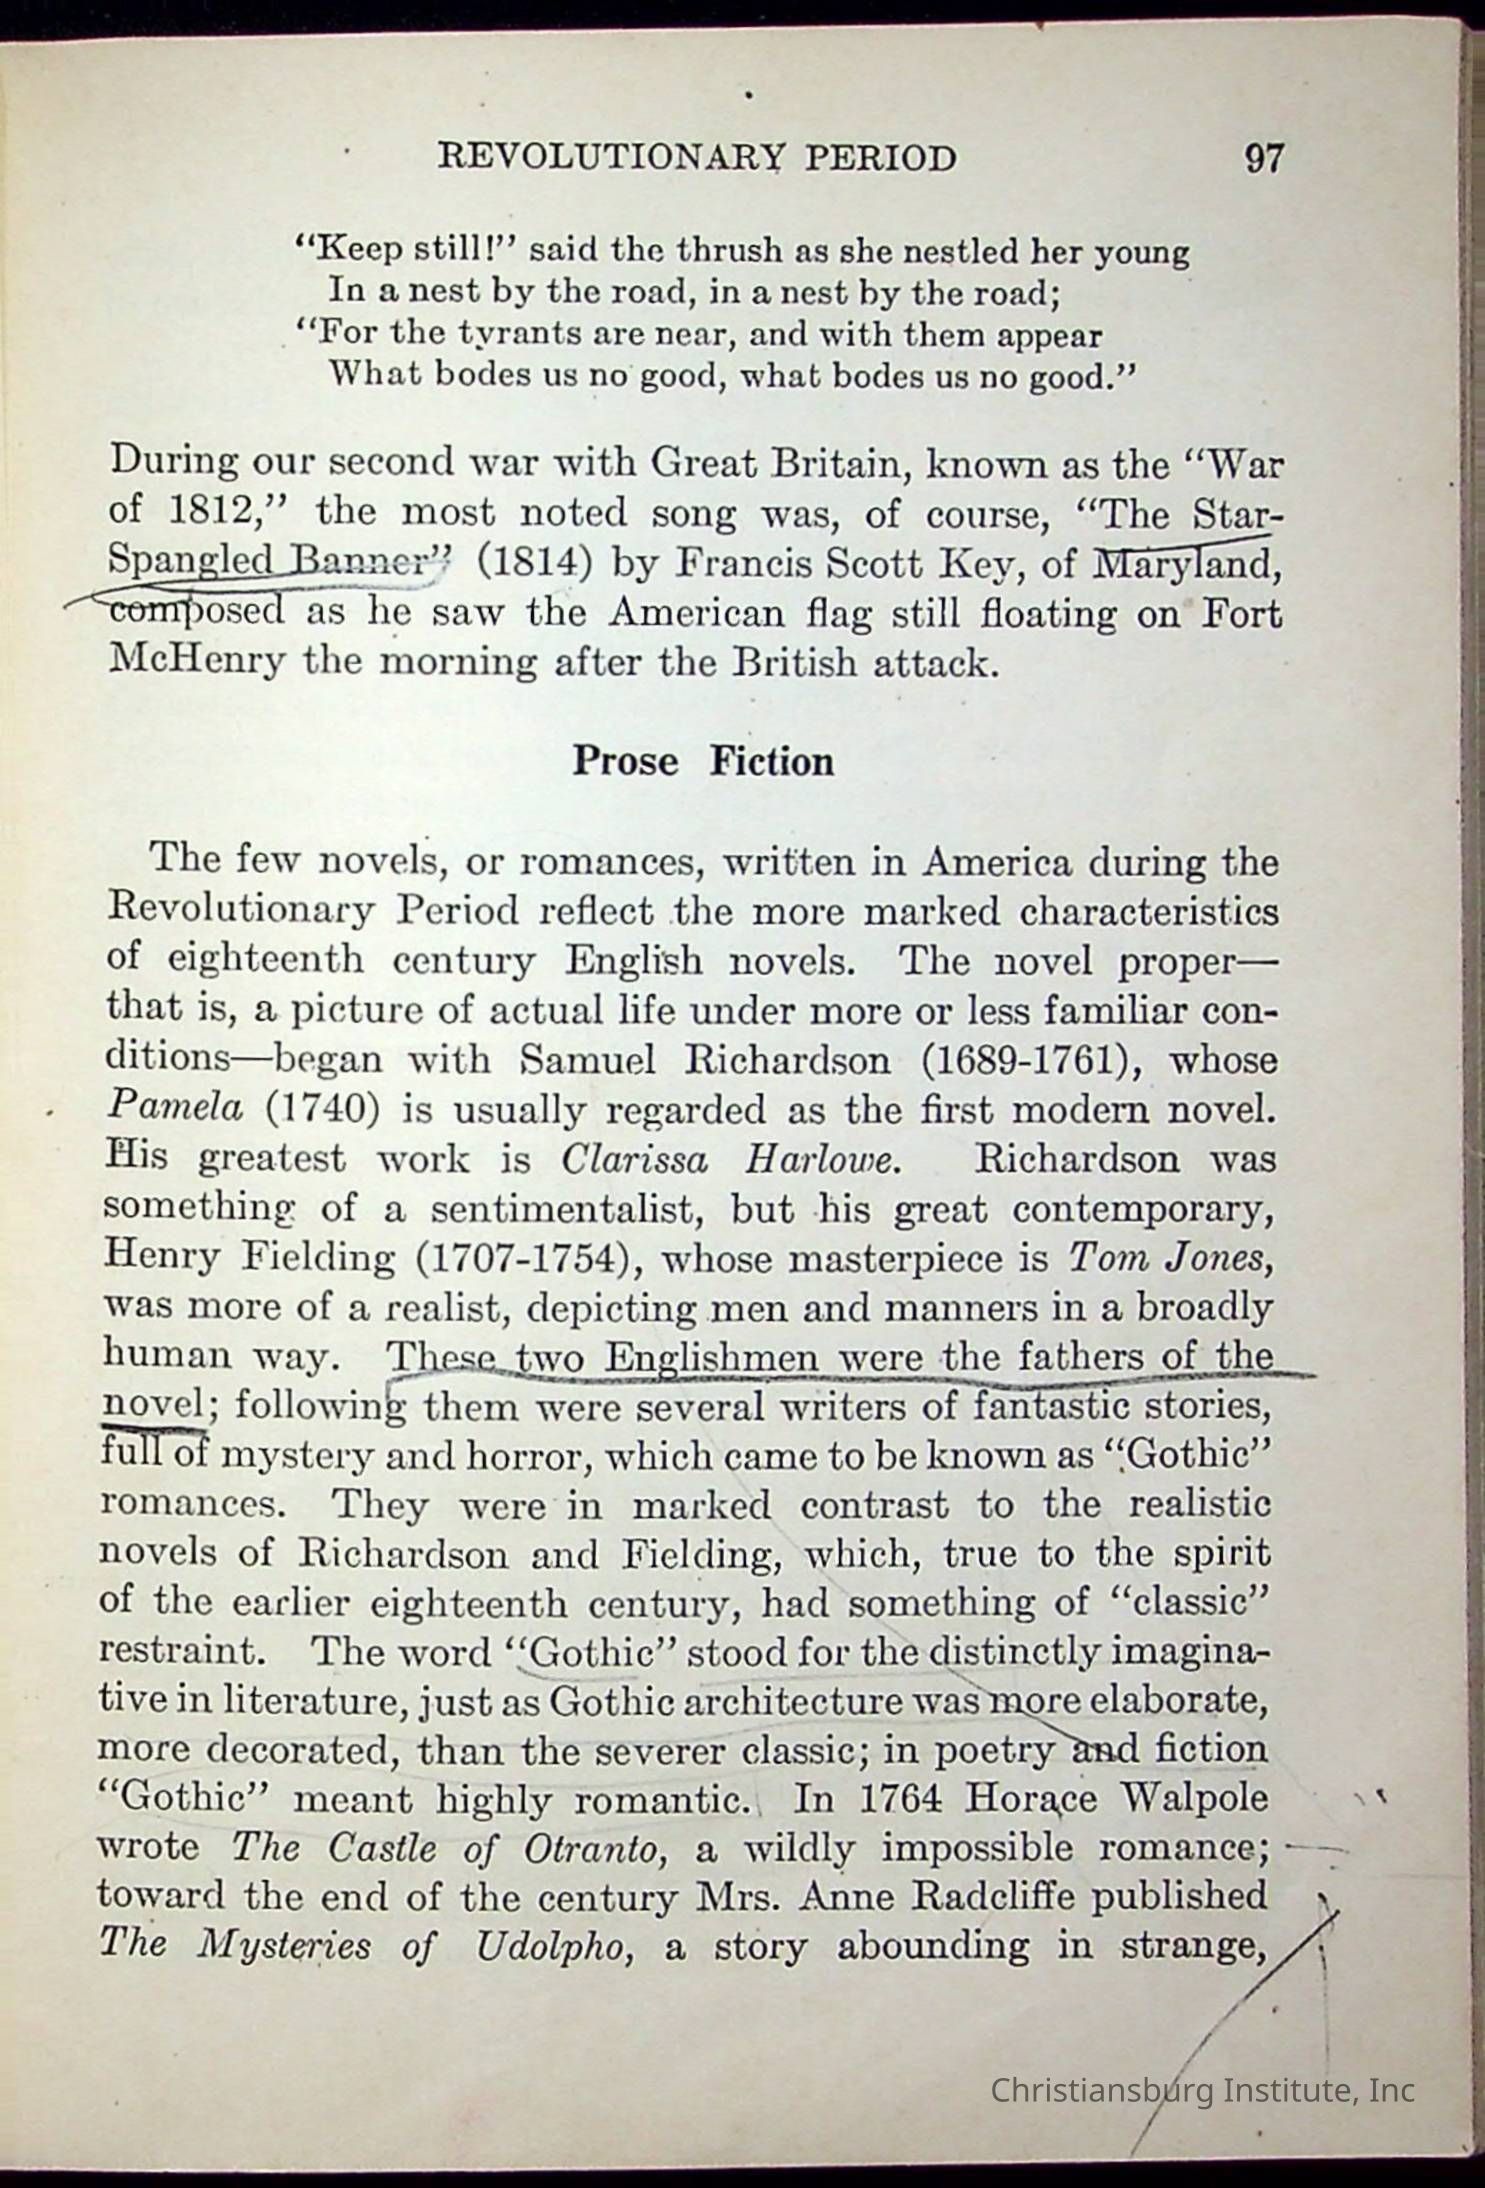 REVOLUTIONARY PERIOD 97
“Keep still!” said the thrush as she nestled her young
In a nest by the road, in a nest by the road;
“For the tyrants are near, and with them appear
What bodes us no good, what bodes us no good.”
During our second war with Great Britain, known as the “War
of 1812,” the most noted song was, of course, “The Star-
Spangled Banner” (1814) by Francis Scott Key, of Maryland,
composed as he saw the American flag still floating on Fort
McHenry the morning after the British attack.
Prose Fiction
The few novels, or romances, written in America during the
Revolutionary Period reflect the more marked characteristics
of eighteenth century English novels. The novel proper—
that is, a picture of actual life under more or less familiar con-
ditions—began with Samuel Richardson (1689-1761), whose
Pamela (1740) is usually regarded as the first modern novel.
His greatest work is Clarissa Harlowe. Richardson was
something of a sentimentalist, but his great contemporary,
Henry Fielding (1707-1754), whose masterpiece is Tom Jones,
was more of a realist, depicting men and manners in a broadly
human way. These two Englishmen were the fathers of the
novel; following them were several writers of fantastic stories,
full of mystery and horror, which came to be known as “Gothic”
romances. They were in marked contrast to the realistic
novels of Richardson and Fielding, which, true to the spirit
of the earlier eighteenth century, had something of “classic”
restraint. The word “Gothic” stood for the distinctly imagina-
tive in literature, just as Gothic architecture was more elaborate,
more decorated, than the severer classic; in poetry and fiction
“Gothic” meant highly romantic. In 1764 Horace Walpole
wrote The Castle of Otranto, a wildly impossible romance;
toward the end of the century Mrs. Anne Radcliffe published
The Mysteries of Udolpho, a story abounding in strange,
Christiansburg Institute, Inc